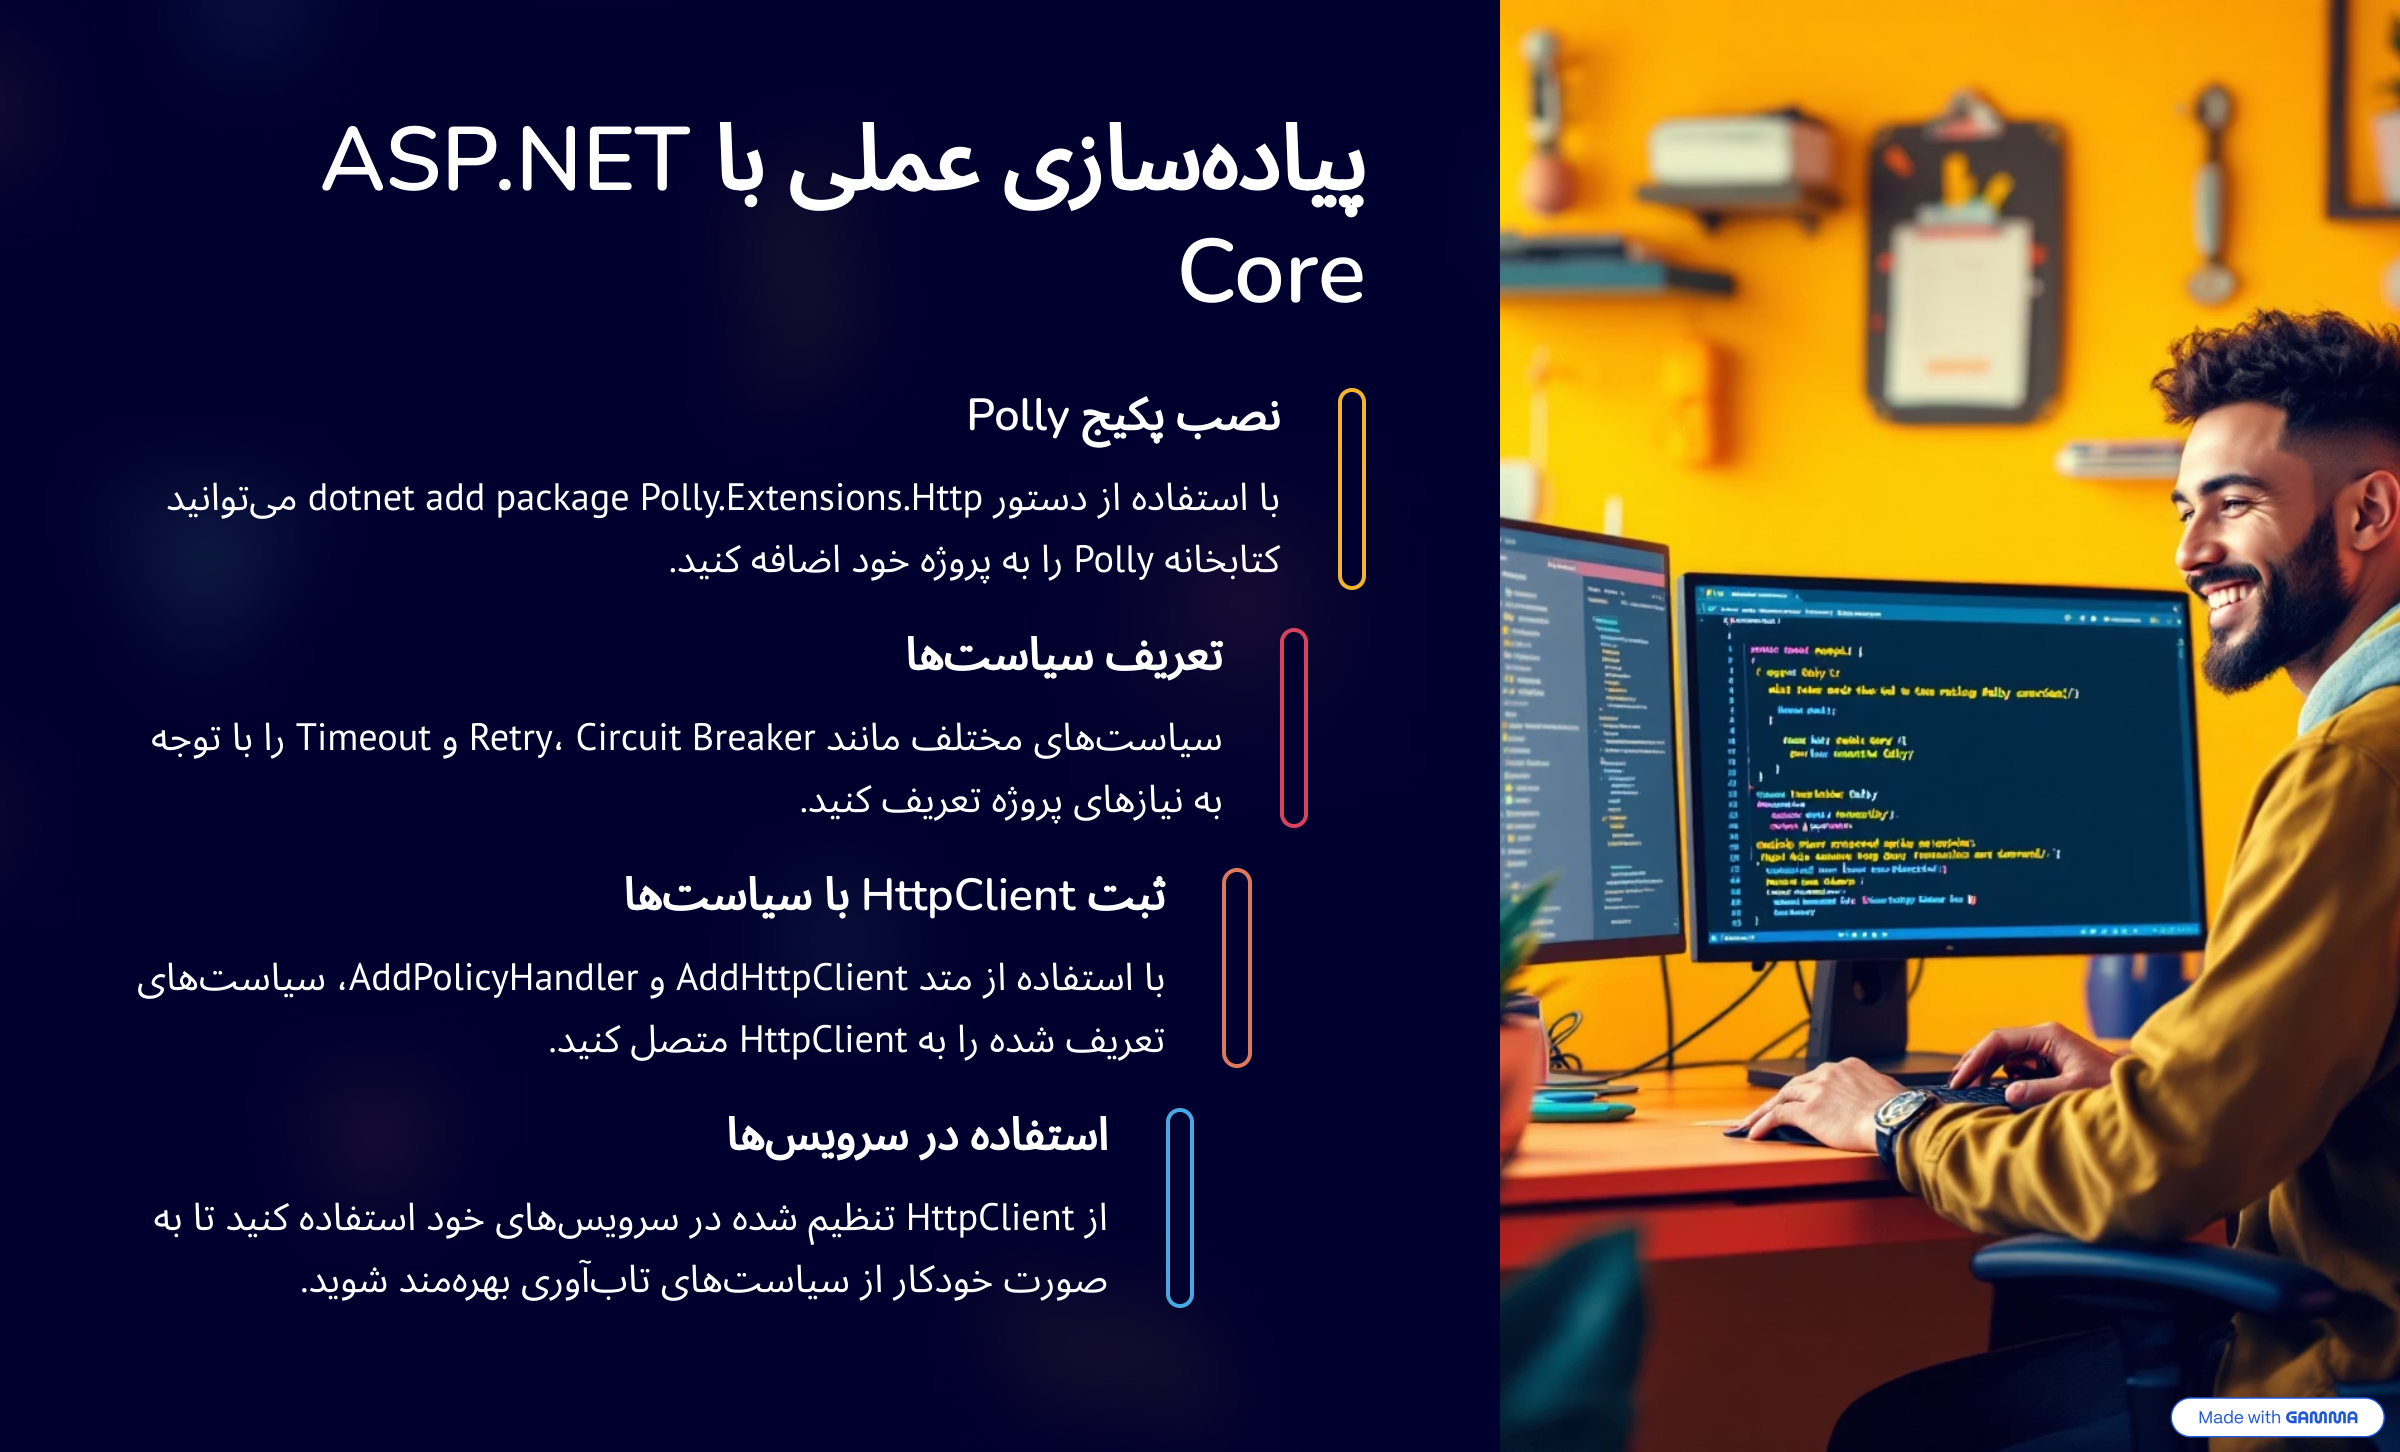 پیاده‌سازی عملی با ASP.NET
Core
نصب پکیج Polly
با استفاده از دستور dotnet add package Polly.Extensions.Http می‌توانید
کتابخانه Polly را به پروژه خود اضافه کنید.
تعریف سیاست‌ها
سیاست‌های مختلف مانند Retry، Circuit Breaker و Timeout را با توجه
به نیازهای پروژه تعریف کنید.
ثبت HttpClient با سیاست‌ها
با استفاده از متد AddHttpClient و AddPolicyHandler، سیاست‌های
تعریف شده را به HttpClient متصل کنید.
استفاده در سرویس‌ها
از HttpClient تنظیم شده در سرویس‌های خود استفاده کنید تا به
صورت خودکار از سیاست‌های تاب‌آوری بهره‌مند شوید.
Made with GAMMA